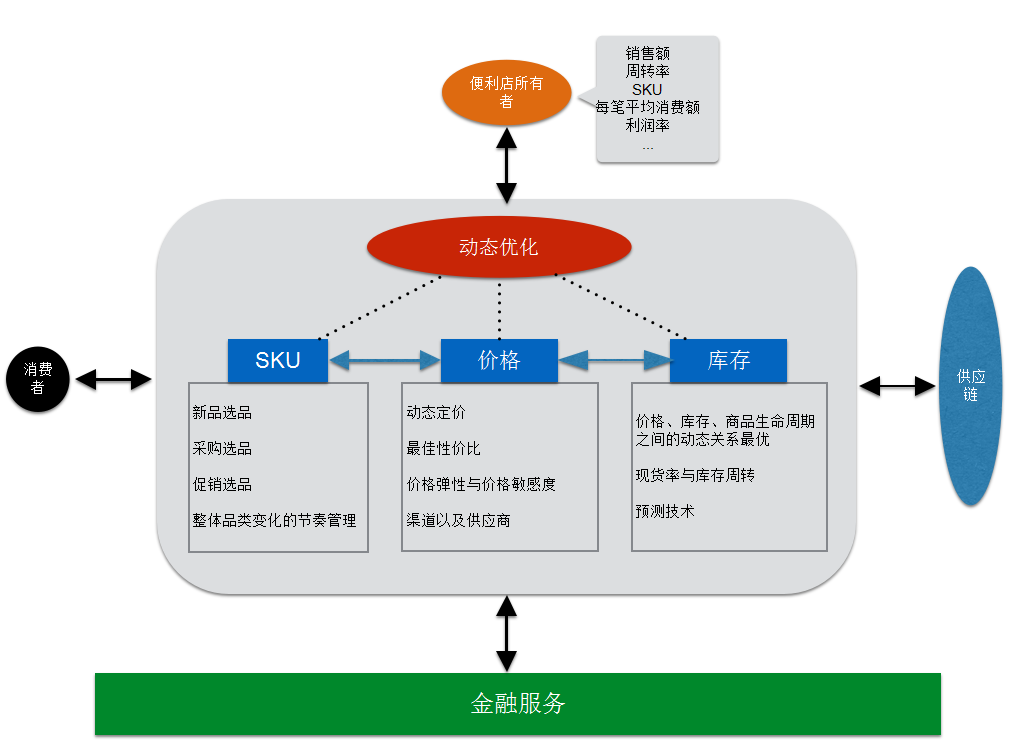 销售额
周转率
SKU
每笔平均消费额
利润率
...
便利店所有
者
动态优化
SKU
价格
库存
新品选品
采购选品
促销选品
整体品类变化的节奏管理
动态定价
最佳性价比
价格弹性与价格敏感度
渠道以及供应商
价格、库存、商品生命周期
之间的动态关系最优
现货率与库存周转
预测技术
消费
者
供应
链
金融服务